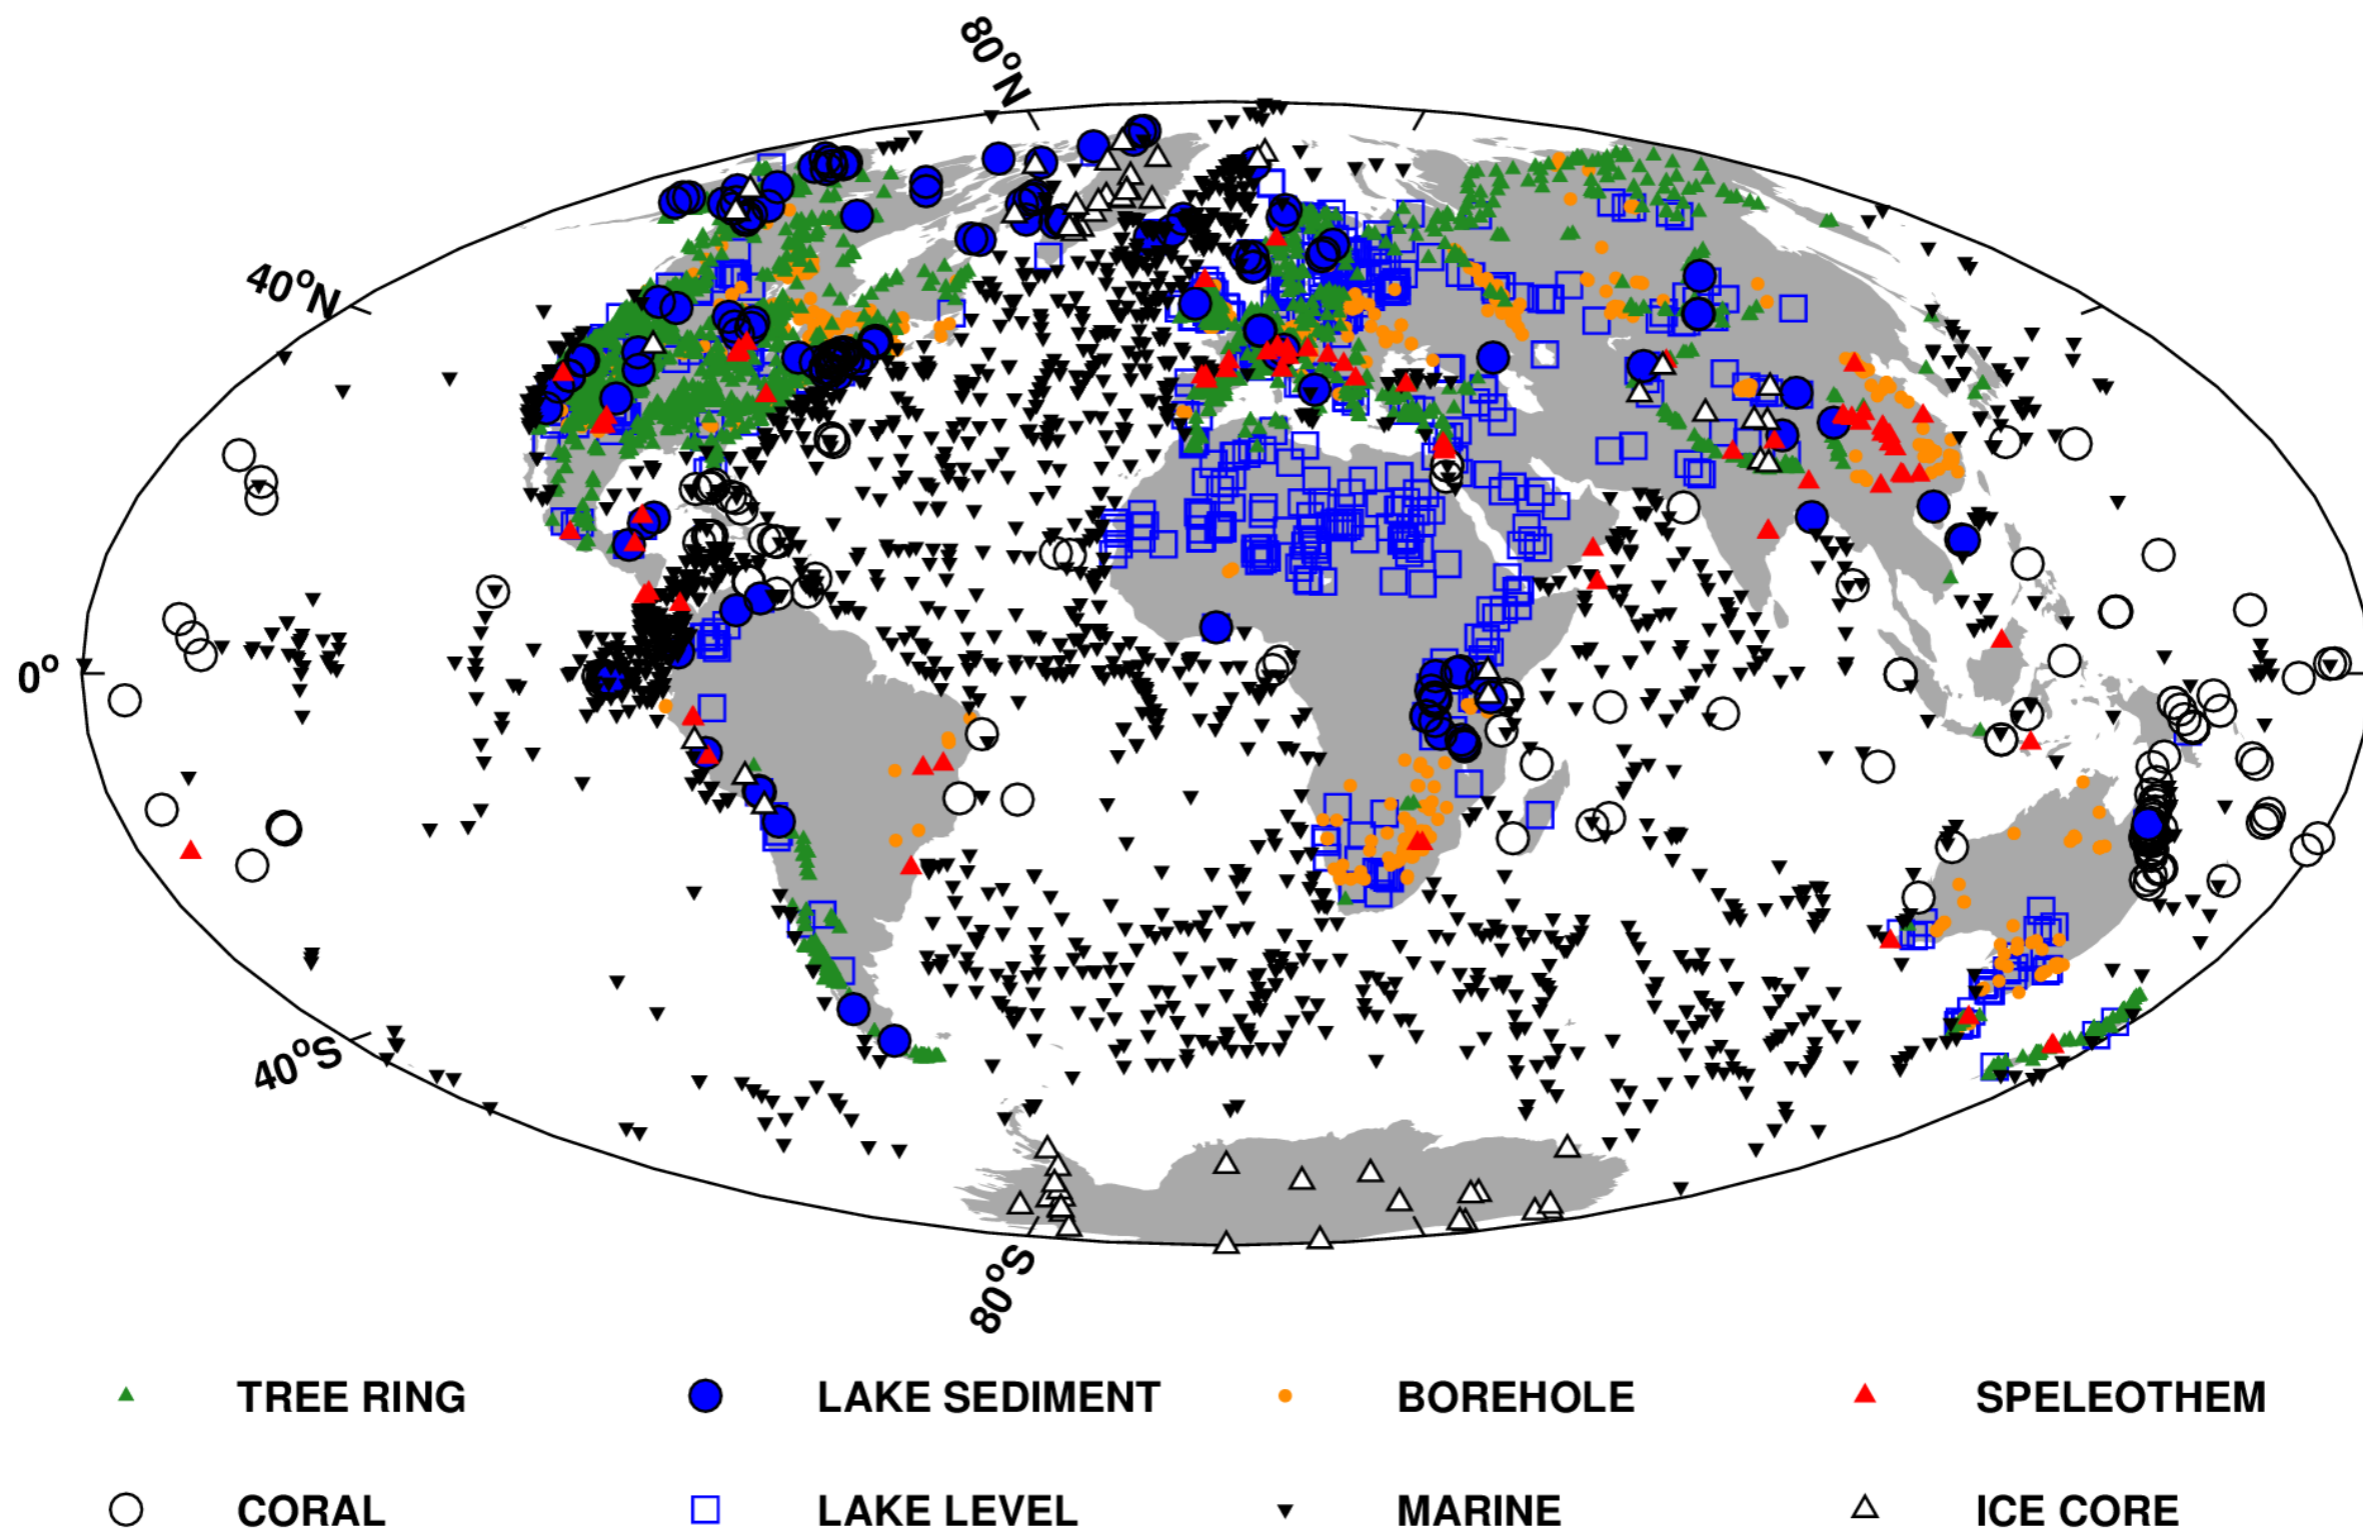 80°N
40°N
0°
40°S
80°S
TREE RING LAKE SEDIMENT BOREHOLE SPELEOTHEM
CORAL LAKE LEVEL MARINE ICE CORE